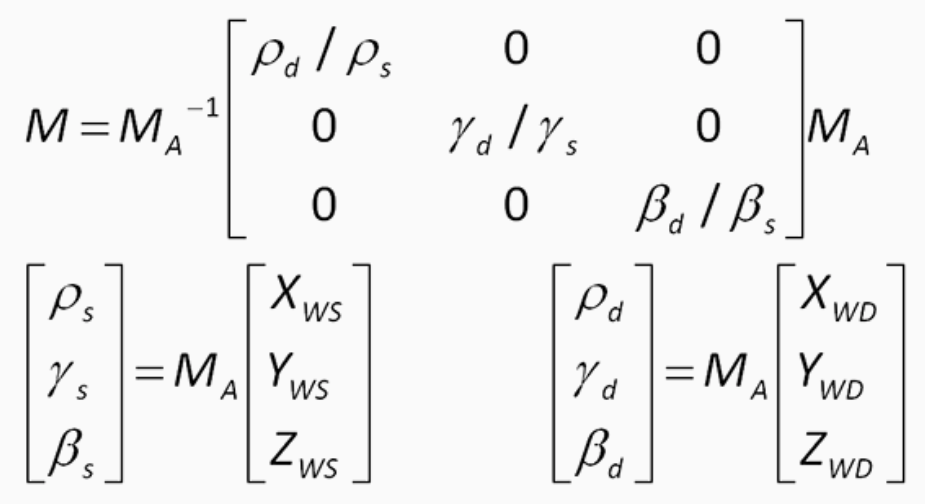 M = M_A^{-1} [ρ_d / ρ_s 0 0
0 γ_d / γ_s 0
0 0 β_d / β_s] M_A
[ρ_s γ_s β_s] = M_A [X_WS Y_WS Z_WS]
[ρ_d γ_d β_d] = M_A [X_WD Y_WD Z_WD]